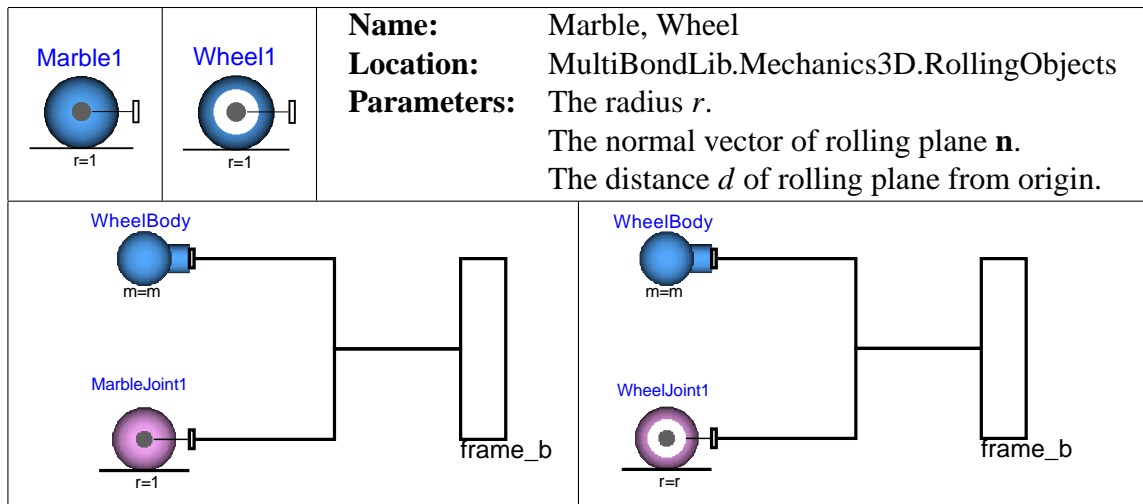 Marble1
r=1
Wheel1
r=1
Name: Marble, Wheel
Location: MultiBondLib.Mechanics3D.RollingObjects
Parameters: The radius r.
The normal vector of rolling plane n.
The distance d of rolling plane from origin.
WheelBody
m=m
MarbleJoint1
r=1
frame_b
WheelBody
m=m
WheelJoint1
r=r
frame_b